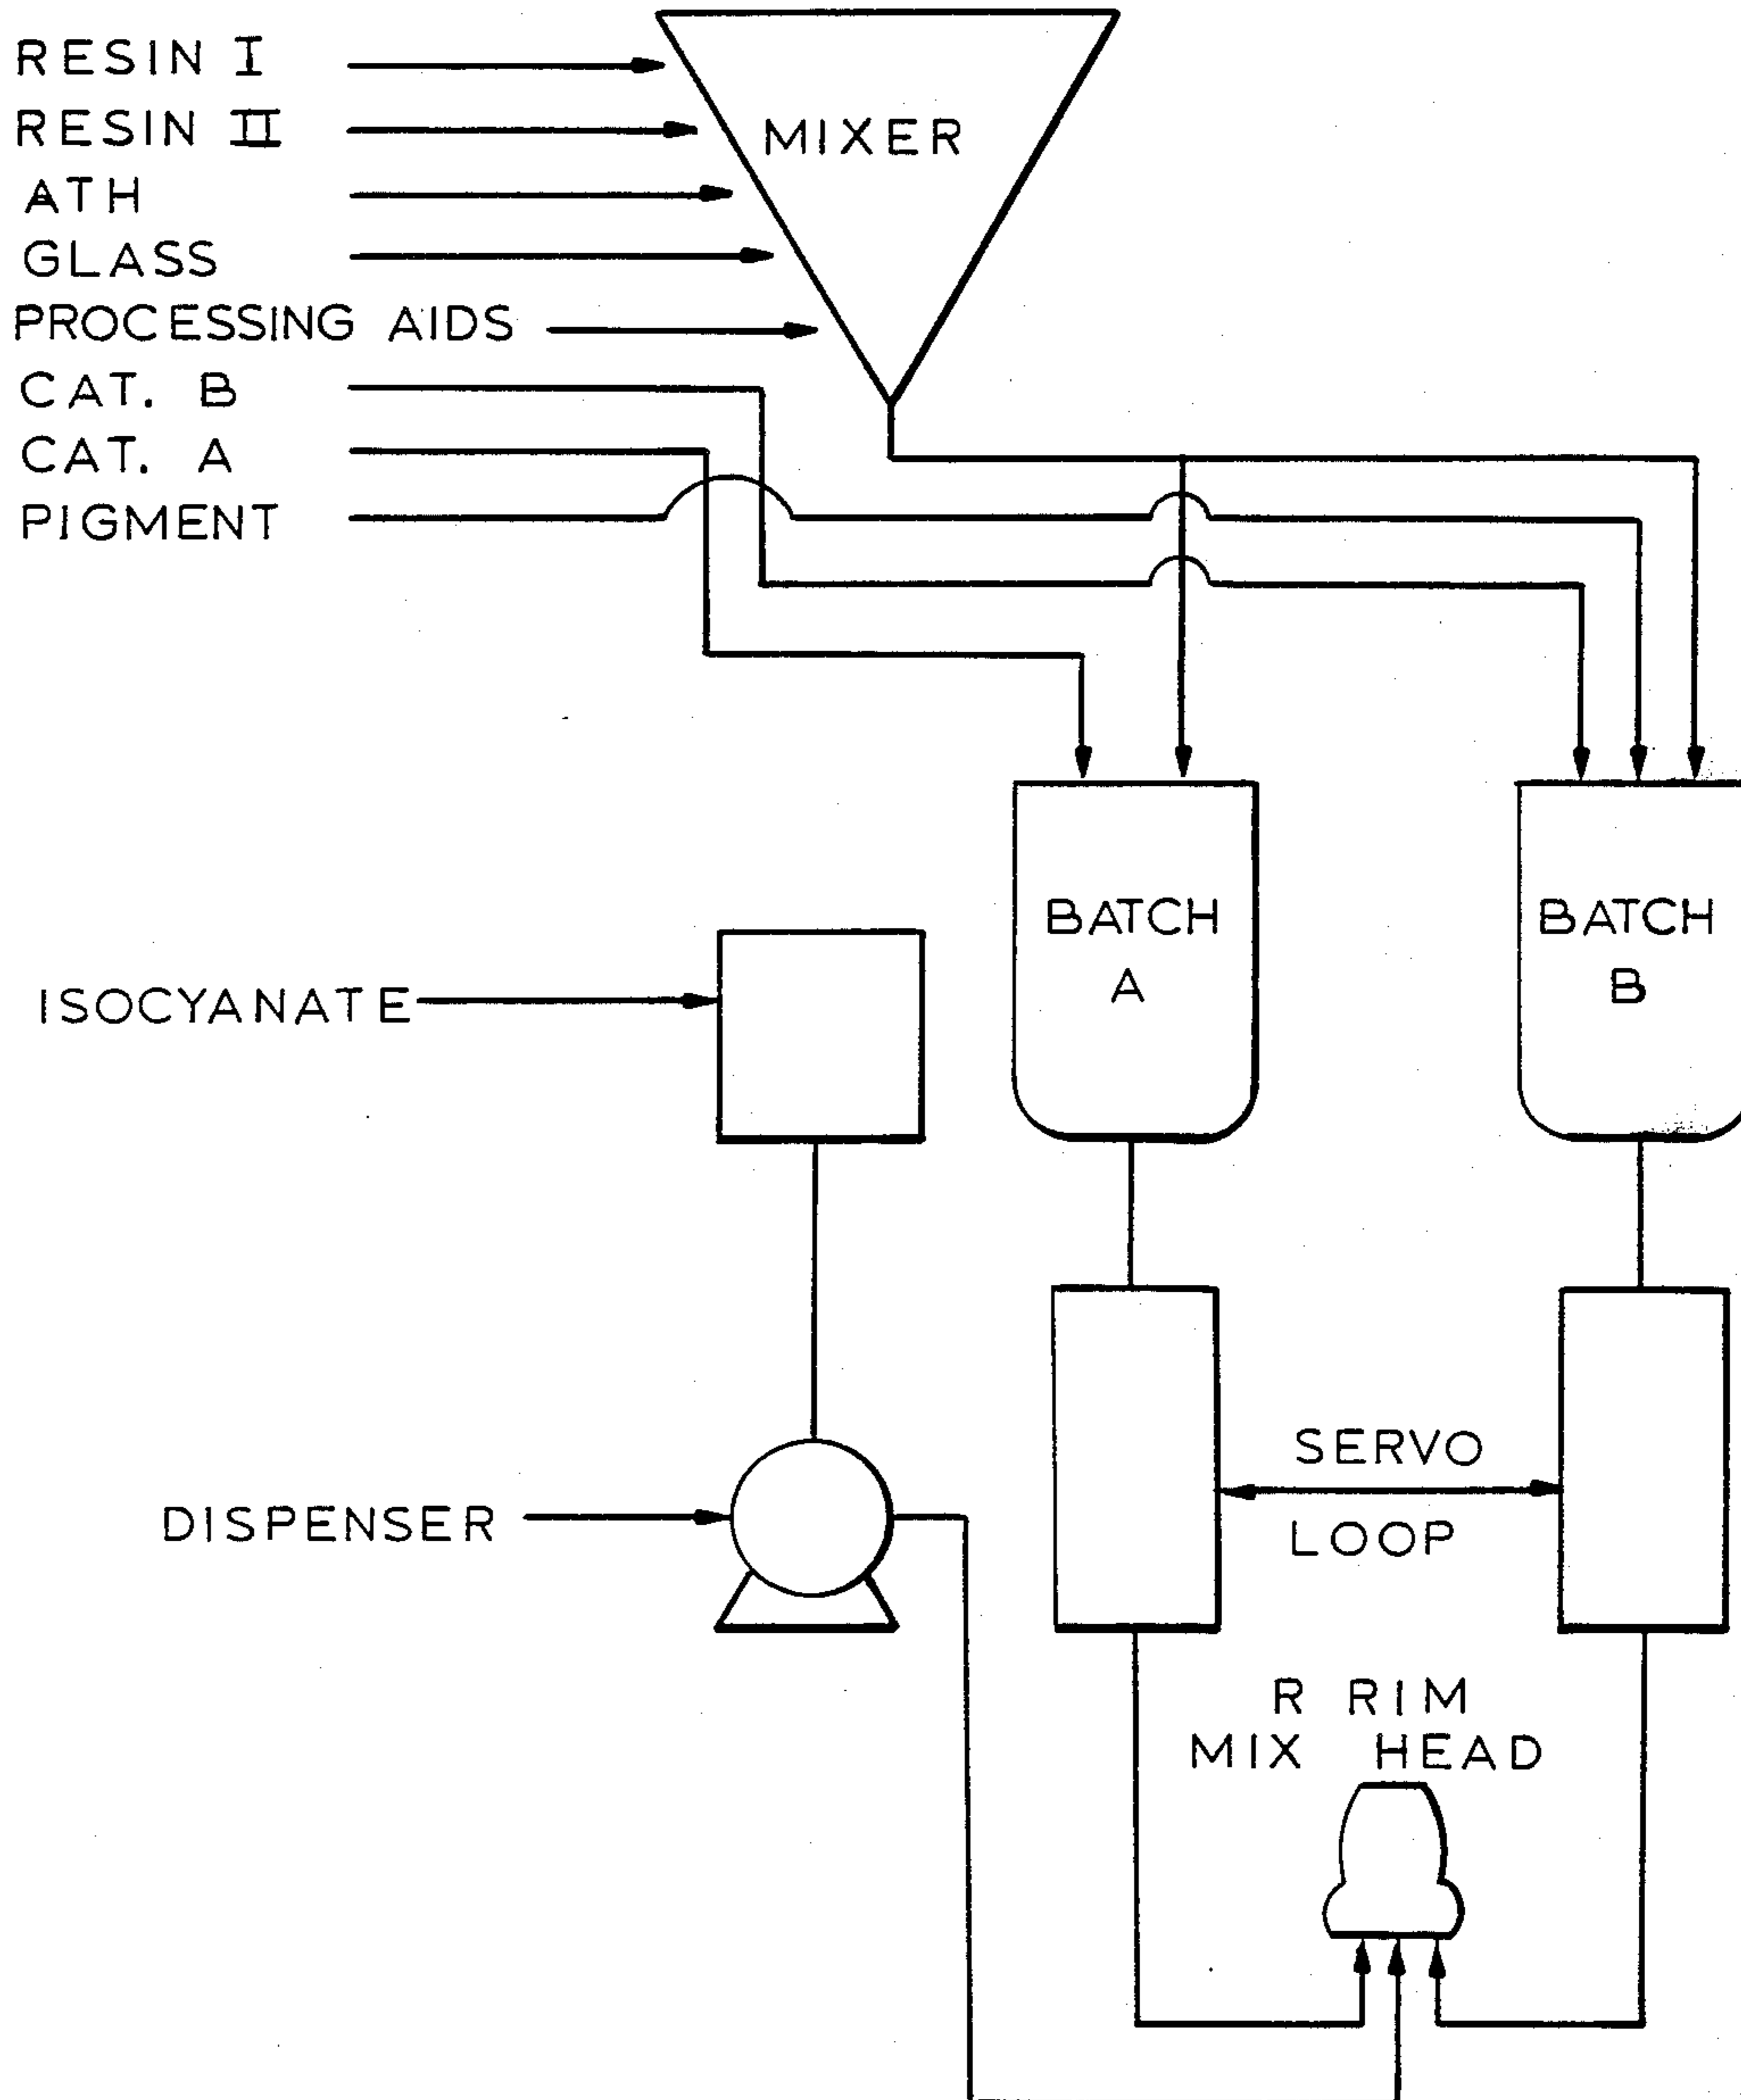 RESIN I
RESIN II
ATH
GLASS
PROCESSING AIDS
CAT. B
CAT. A
PIGMENT
MIXER
BATCH
A
BATCH
B
ISOCYANATE
SERVO
LOOP
DISPENSER
R RIM
MIX HEAD